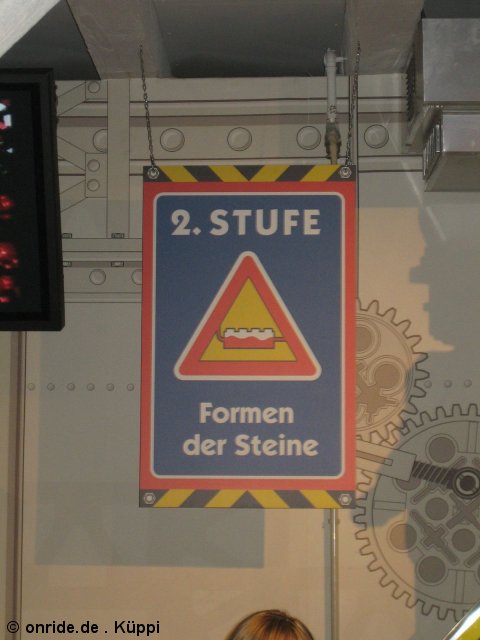 2. STUFE
Formen
der Steine
© onride.de . Küppi